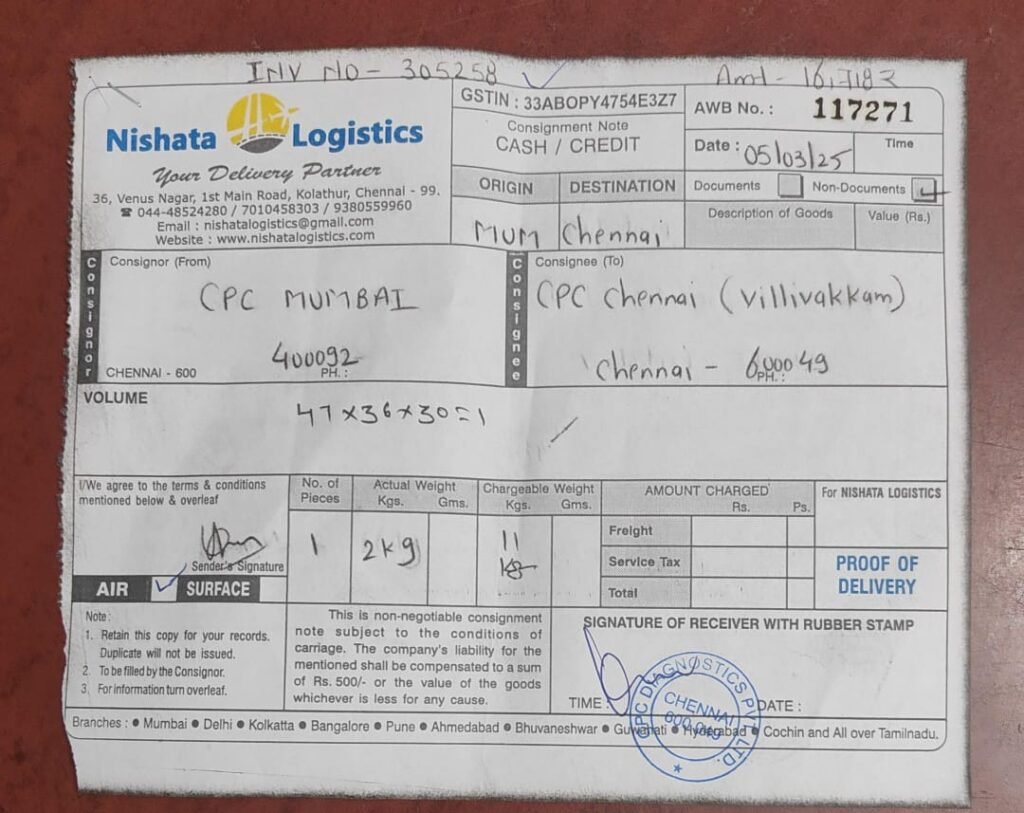 INV NO - 305258
Amt - 16,718
Nishata Logistics
Your Delivery Partner
36, Venus Nagar, 1st Main Road, Kolathur, Chennai - 99.
☎ 044-48524280 / 7010458303 / 9380559960
Email : nishatalogistics@gmail.com
Website : www.nishatalogistics.com
GSTIN : 33ABOPY4754E3Z7
Consignment Note
CASH / CREDIT
ORIGIN DESTINATION
MUM Chennai
AWB No. : 117271
Date : 05/03/25 Time
Documents Non-Documents
Description of Goods Value (Rs.)
Consignor
Consignor (From)
CPC MUMBAI
400092
CHENNAI - 600 PH. :
Consignee
Consignee (To)
CPC Chennai (Villivakkam)
Chennai - 600049
PH. :
VOLUME
47x36x30=1
I/We agree to the terms & conditions
mentioned below & overleaf
Sender's Signature
AIR SURFACE
No. of
Pieces
1
Actual Weight
Kgs. Gms.
2kg
Chargeable Weight
Kgs. Gms.
11
kg
AMOUNT CHARGED
Rs. Ps.
Freight
Service Tax
Total
For NISHATA LOGISTICS
PROOF OF
DELIVERY
Note :
1. Retain this copy for your records.
Duplicate will not be issued.
2. To be filled by the Consignor.
3. For information turn overleaf.
This is non-negotiable consignment
note subject to the conditions of
carriage. The company's liability for the
mentioned shall be compensated to a sum
of Rs. 500/- or the value of the goods
whichever is less for any cause.
SIGNATURE OF RECEIVER WITH RUBBER STAMP
TIME : DATE :
CPC DIAGNOSTICS PVT. LTD.
CHENNAI
600 049
Branches : ● Mumbai ● Delhi ● Kolkatta ● Bangalore ● Pune ● Ahmedabad ● Bhuvaneshwar ● Guwahati ● Hyderabad ● Cochin and All over Tamilnadu.